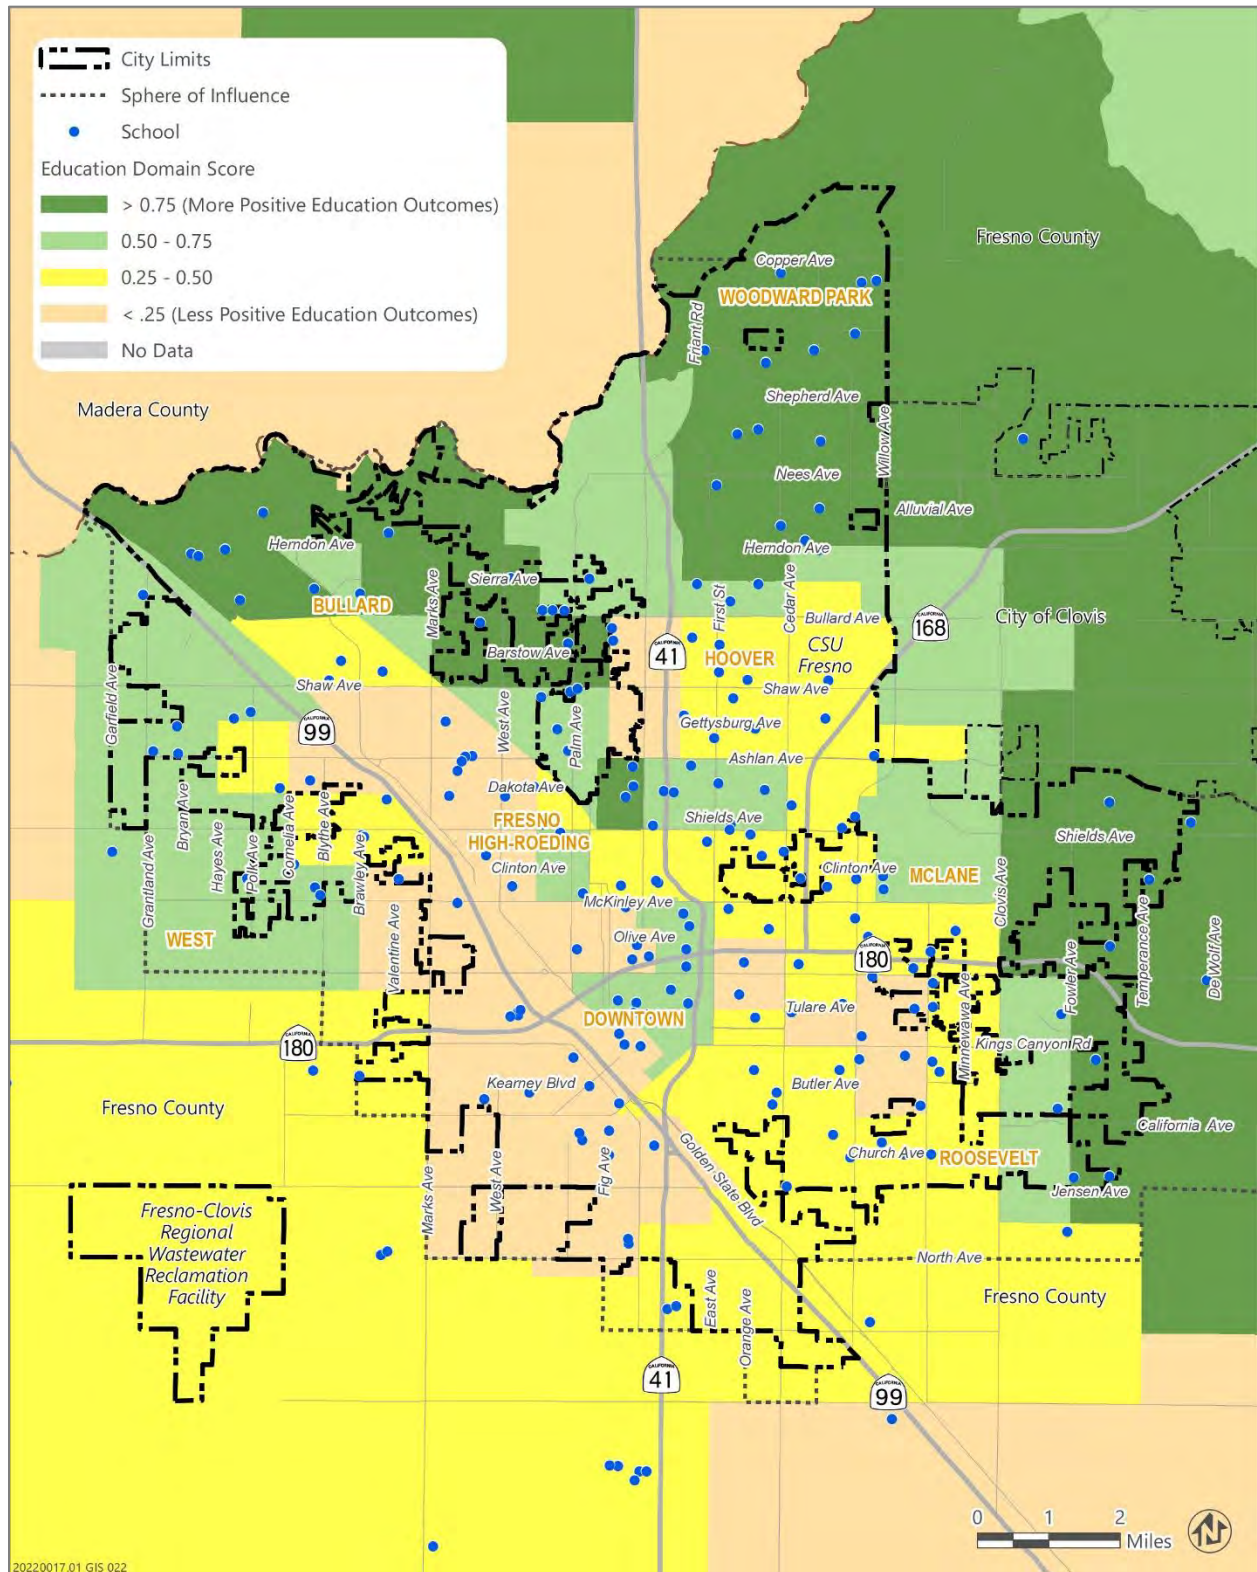 City Limits
Sphere of Influence
School
Education Domain Score
> 0.75 (More Positive Education Outcomes)
0.50 - 0.75
0.25 - 0.50
< .25 (Less Positive Education Outcomes)
No Data
Madera County
Fresno County
Copper Ave
WOODWARD PARK
Friant Rd
Shepherd Ave
Willow Ave
Nees Ave
Alluvial Ave
Herndon Ave
Herndon Ave
Sierra Ave
Marks Ave
First St
Cedar Ave
BULLARD
Bullard Ave
CALIFORNIA
168
City of Clovis
Barstow Ave
CALIFORNIA
41
HOOVER
CSU
Fresno
Garfield Ave
Shaw Ave
Shaw Ave
CALIFORNIA
99
West Ave
Palm Ave
Gettysburg Ave
Ashlan Ave
Dakota Ave
Bryan Ave
Cornelia Ave
Blythe Ave
FRESNO
HIGH-ROEDING
Shields Ave
Shields Ave
Hayes Ave
Polk Ave
Brawley Ave
Clinton Ave
Clinton Ave
MCLANE
Grantland Ave
McKinley Ave
Clovis Ave
WEST
Valentine Ave
Olive Ave
CALIFORNIA
180
Fowler Ave
Temperance Ave
DeWolf Ave
DOWNTOWN
Tulare Ave
Minnewawa Ave
CALIFORNIA
180
Kings Canyon Rd
Kearney Blvd
Butler Ave
Fresno County
California Ave
Golden State Blvd
Church Ave
ROOSEVELT
Marks Ave
West Ave
Fig Ave
Jensen Ave
Fresno-Clovis
Regional
Wastewater
Reclamation
Facility
North Ave
East Ave
Orange Ave
Fresno County
CALIFORNIA
41
CALIFORNIA
99
0 1 2
Miles
N
20220017.01 GIS 022